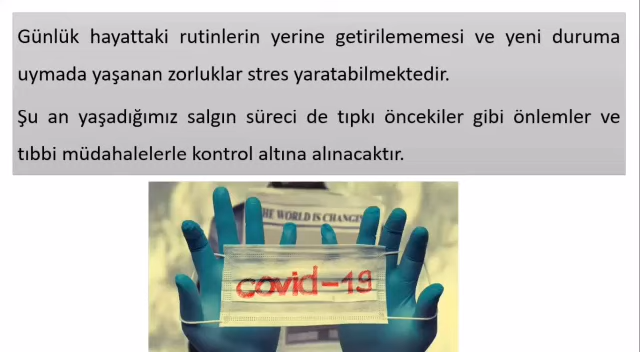 Günlük hayattaki rutinlerin yerine getirilememesi ve yeni duruma
uymada yaşanan zorluklar stres yaratabilmektedir.
Şu an yaşadığımız salgın süreci de tıpkı öncekiler gibi önlemler ve
tıbbi müdahalelerle kontrol altına alınacaktır.
THE WORLD IS
covid-19